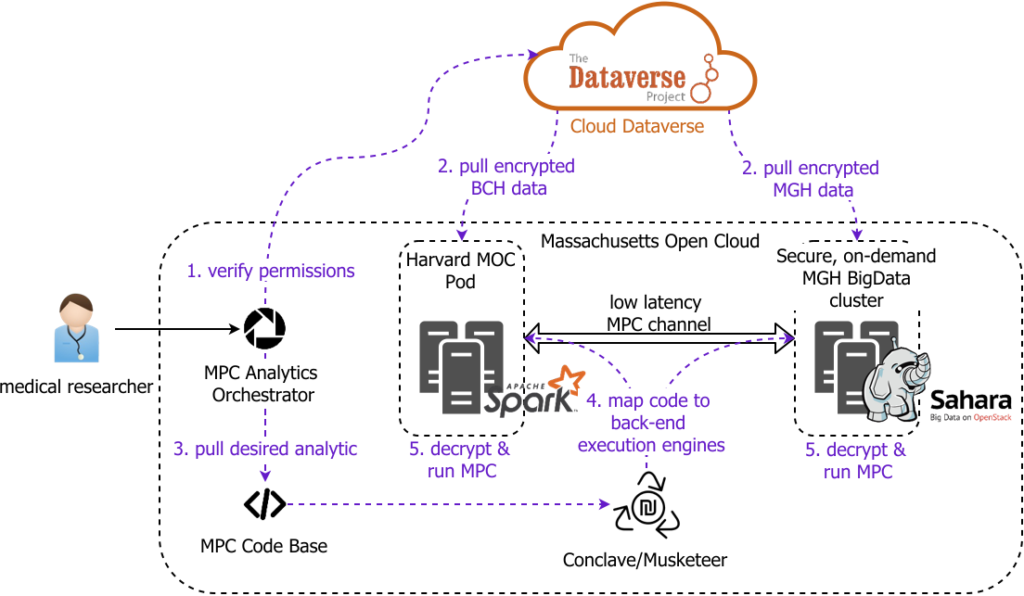 The
Dataverse
Project
Cloud Dataverse
2. pull encrypted
BCH data
2. pull encrypted
MGH data
Massachusetts Open Cloud
1. verify permissions
Harvard MOC
Pod
Secure, on-demand
MGH BigData
cluster
low latency
MPC channel
medical researcher
MPC Analytics
Orchestrator
APACHE
Spark
Sahara
Big Data on OpenStack
4. map code to
back-end
execution engines
3. pull desired analytic
5. decrypt &
run MPC
5. decrypt &
run MPC
</>
₪
MPC Code Base
Conclave/Musketeer